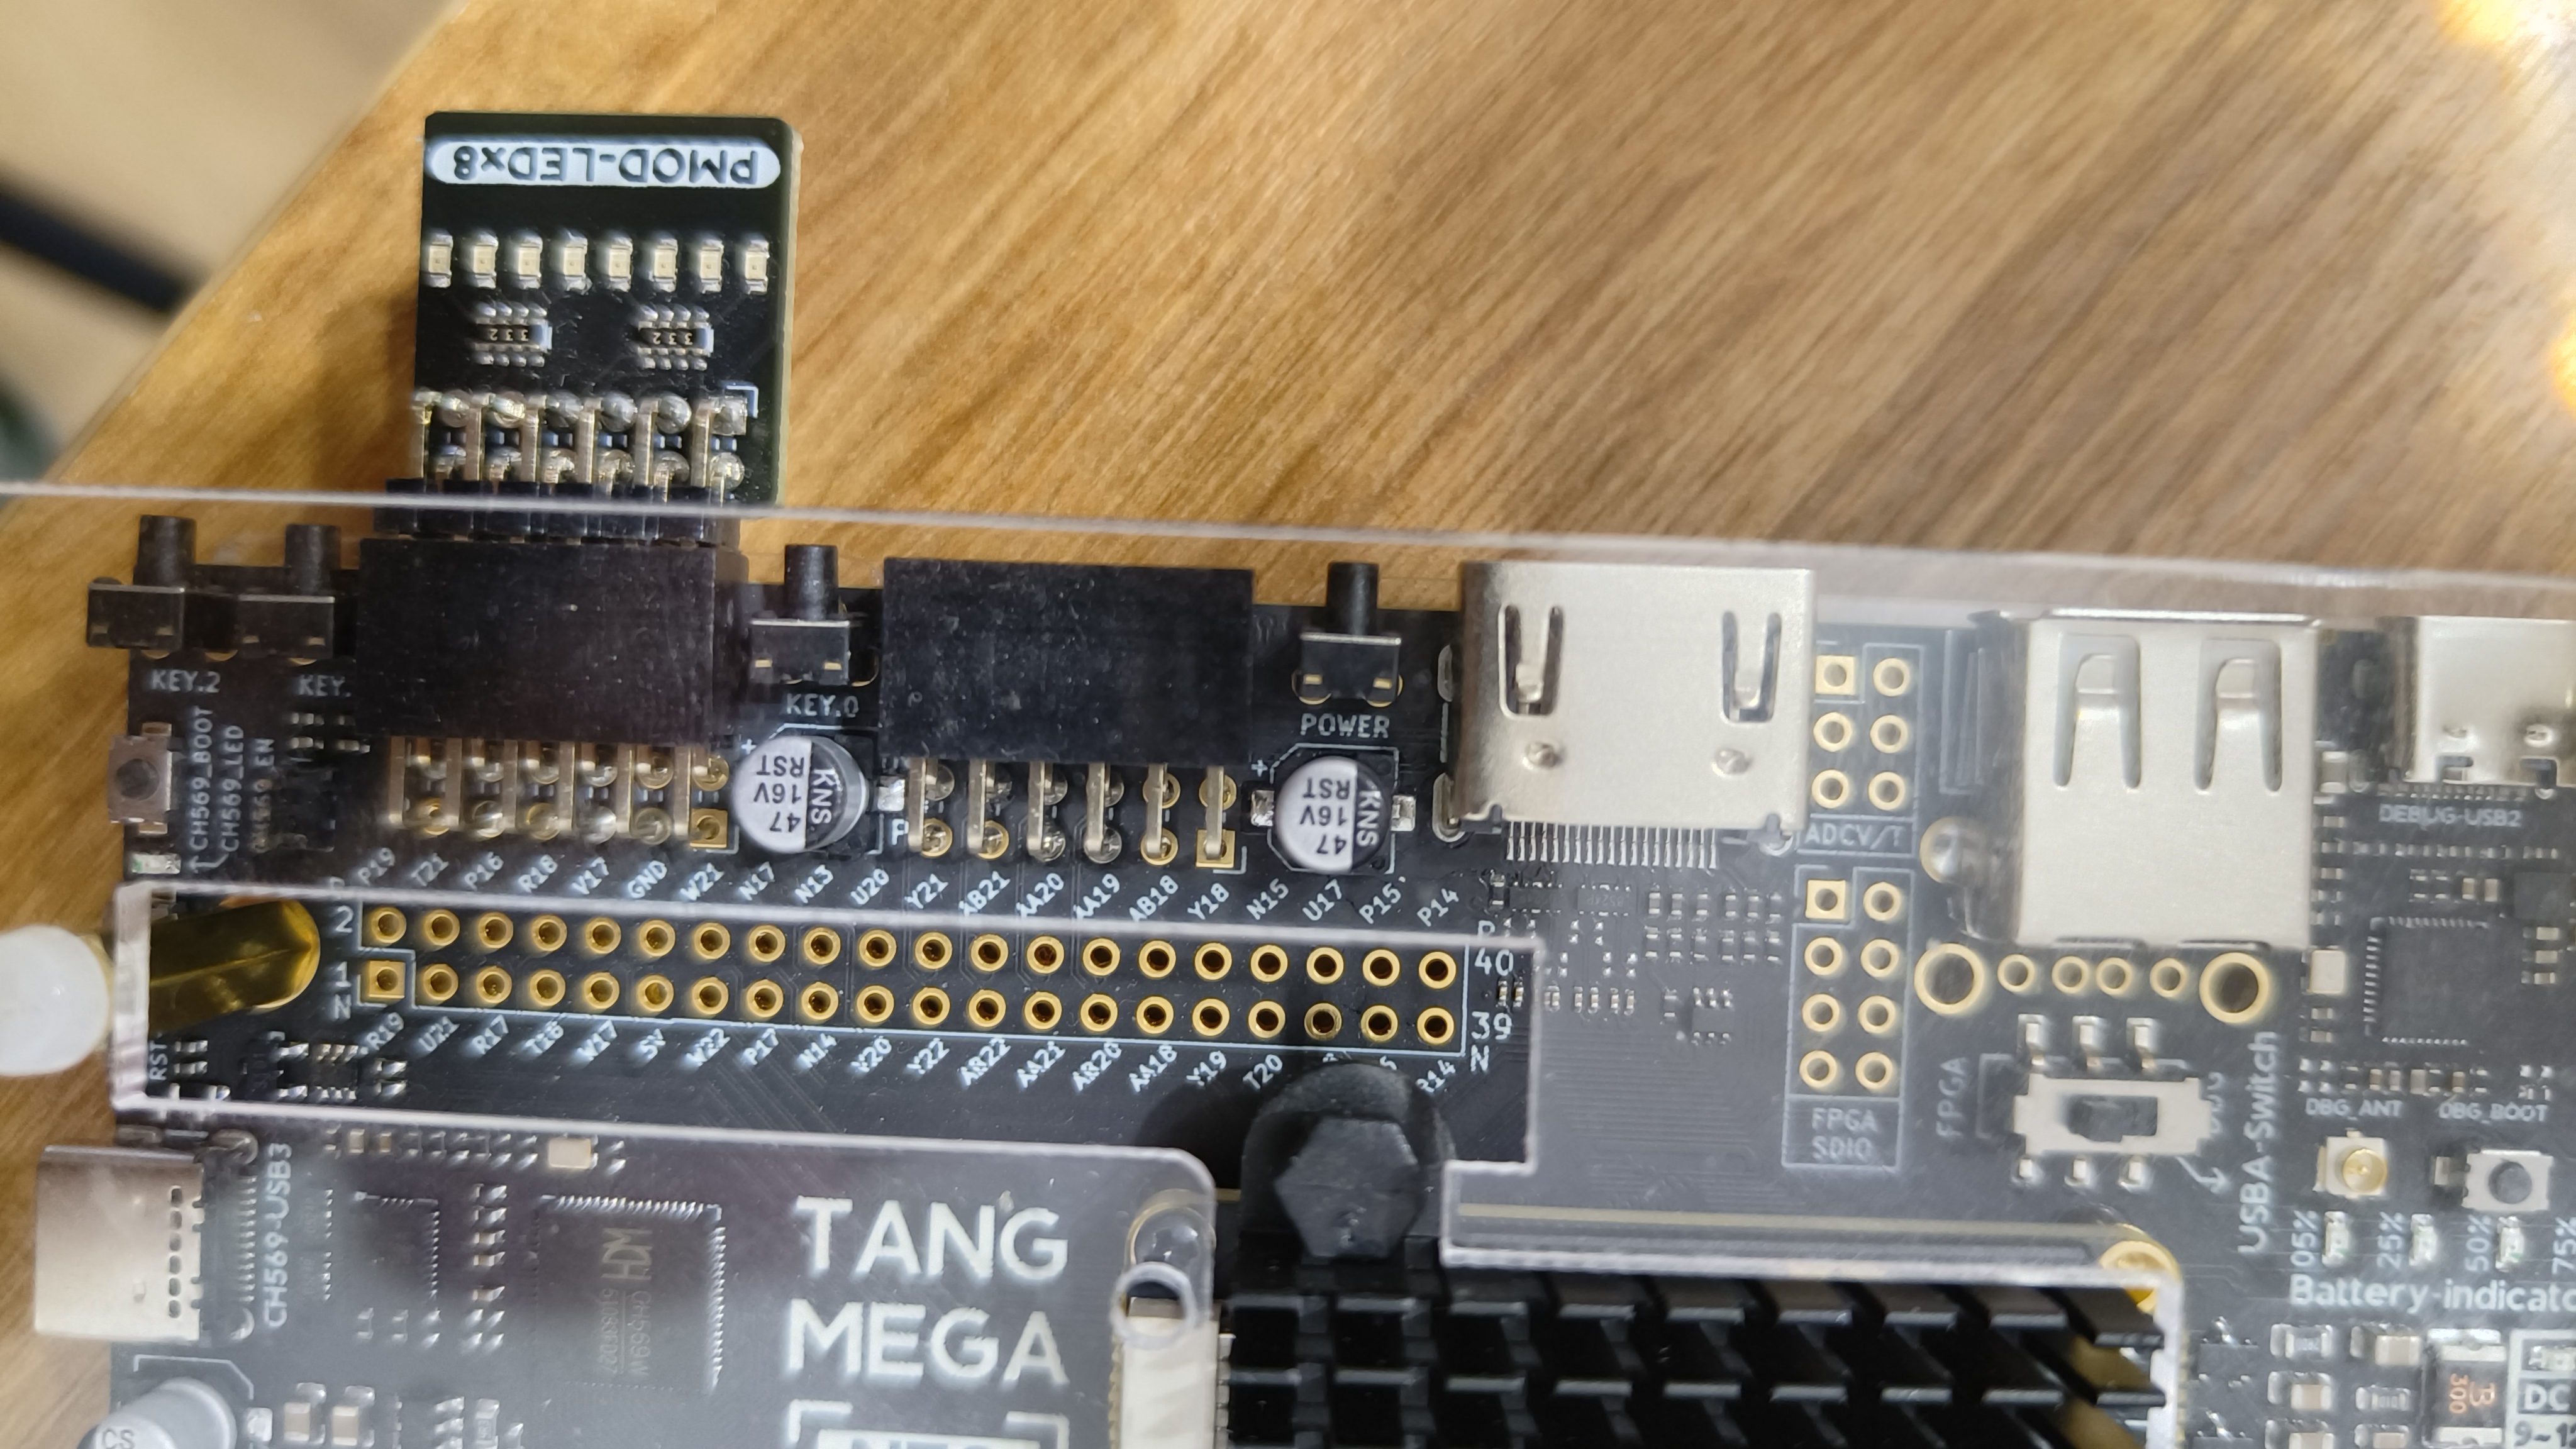 PMOD-LEDx8
332
332
KEY.2
KEY.
KEY.0
POWER
CH569_BOOT
CH569_LED
RST
16V
47
KNS
RST
16V
47
KNS
P
ADCV/T
DEBUG-USB2
P19
T21
P16
R18
V17
GND
W21
N17
N13
U20
Y21
AB21
AA20
AA19
AB18
Y18
N15
U17
P15
P14
2
1
N
P
40
39
N
R19
U21
R17
T16
W17
5V
W22
P17
N14
V20
Y22
AB22
AA21
AB20
AA18
Y19
T20
R14
RST
FPGA
SDIO
FPGA
USBA-Switch
DBG_ANT
DBG_BOOT
CH569-USB3
CH569W
TANG
MEGA
05%
25%
50%
75%
Battery-indicat
300
DC
CS